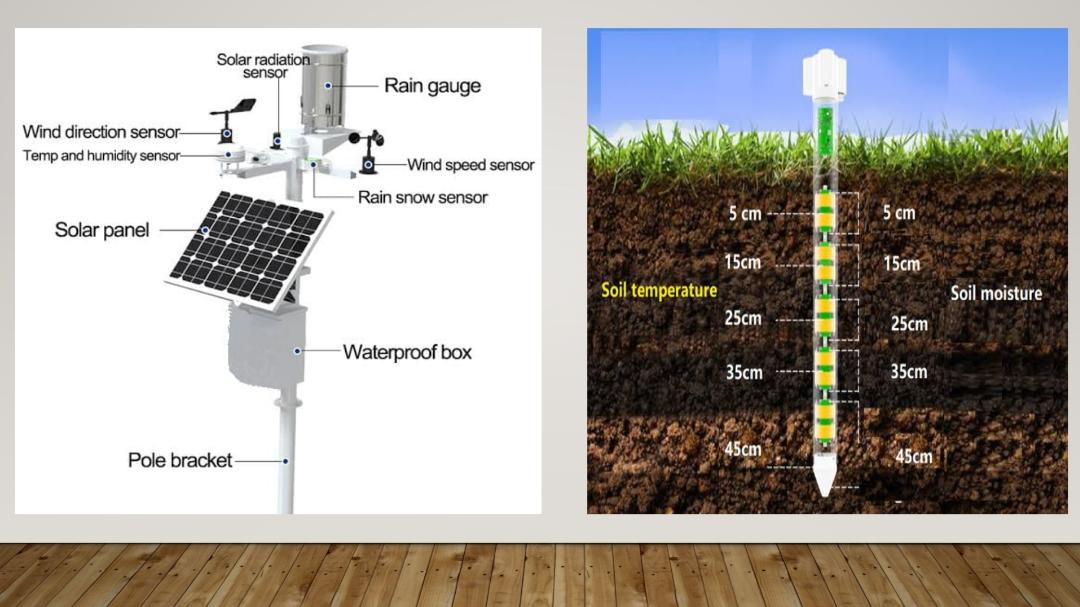 Solar radiation
sensor
Rain gauge
Wind direction sensor
Temp and humidity sensor
Wind speed sensor
Rain snow sensor
Solar panel
Waterproof box
Pole bracket
5 cm
5 cm
15cm
15cm
Soil temperature
Soil moisture
25cm
25cm
35cm
35cm
45cm
45cm